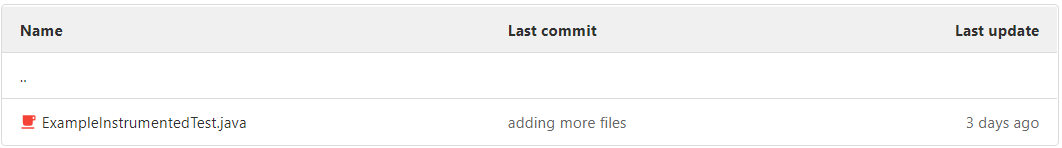 Name Last commit Last update
..
ExampleInstrumentedTest.java adding more files 3 days ago